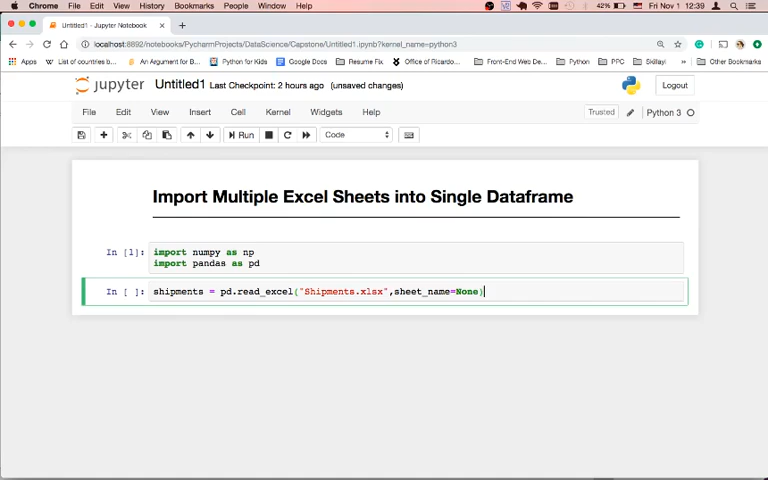 Chrome File Edit View History Bookmarks People Window Help 42% Fri Nov 1 12:39
Untitled1 - Jupyter Notebook
localhost:8892/notebooks/PycharmProjects/DataScience/Capstone/Untitled1.ipynb?kernel_name=python3
Apps List of countries b... An Argument for B... Python for Kids Google Docs Resume Fix Office of Ricardo... Front-End Web De... Python PPC Skillayi » Other Bookmarks
jupyter Untitled1 Last Checkpoint: 2 hours ago (unsaved changes) Logout
File Edit View Insert Cell Kernel Widgets Help Trusted Python 3
Run Code
Import Multiple Excel Sheets into Single Dataframe
In [1]: import numpy as np
import pandas as pd
In [ ]: shipments = pd.read_excel("Shipments.xlsx",sheet_name=None)